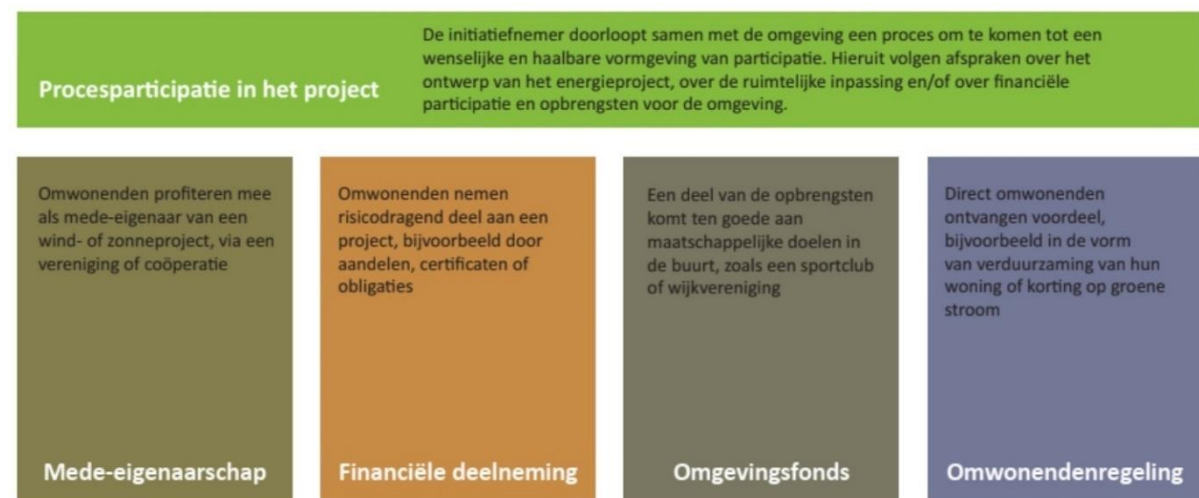 Procesparticipatie in het project
De initiatiefnemer doorloopt samen met de omgeving een proces om te komen tot een
wenselijke en haalbare vormgeving van participatie. Hieruit volgen afspraken over het
ontwerp van het energieproject, over de ruimtelijke inpassing en/of over financiële
participatie en opbrengsten voor de omgeving.
Omwonenden profiteren mee
als mede-eigenaar van een
wind- of zonneproject, via een
vereniging of coöperatie
Mede-eigenaarschap
Omwonenden nemen
risicodragend deel aan een
project, bijvoorbeeld door
aandelen, certificaten of
obligaties
Financiële deelneming
Een deel van de opbrengsten
komt ten goede aan
maatschappelijke doelen in
de buurt, zoals een sportclub
of wijkvereniging
Omgevingsfonds
Direct omwonenden
ontvangen voordeel,
bijvoorbeeld in de vorm
van verduurzaming van hun
woning of korting op groene
stroom
Omwonendenregeling